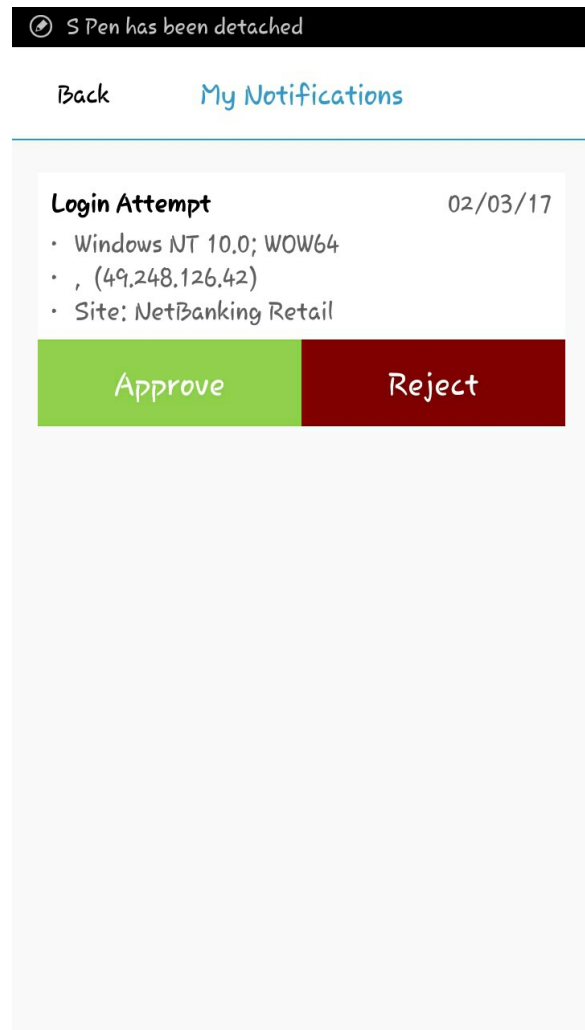 S Pen has been detached
Back My Notifications
Login Attempt 02/03/17
· Windows NT 10.0; WOW64
· , (49.248.126.42)
· Site: NetBanking Retail
Approve Reject